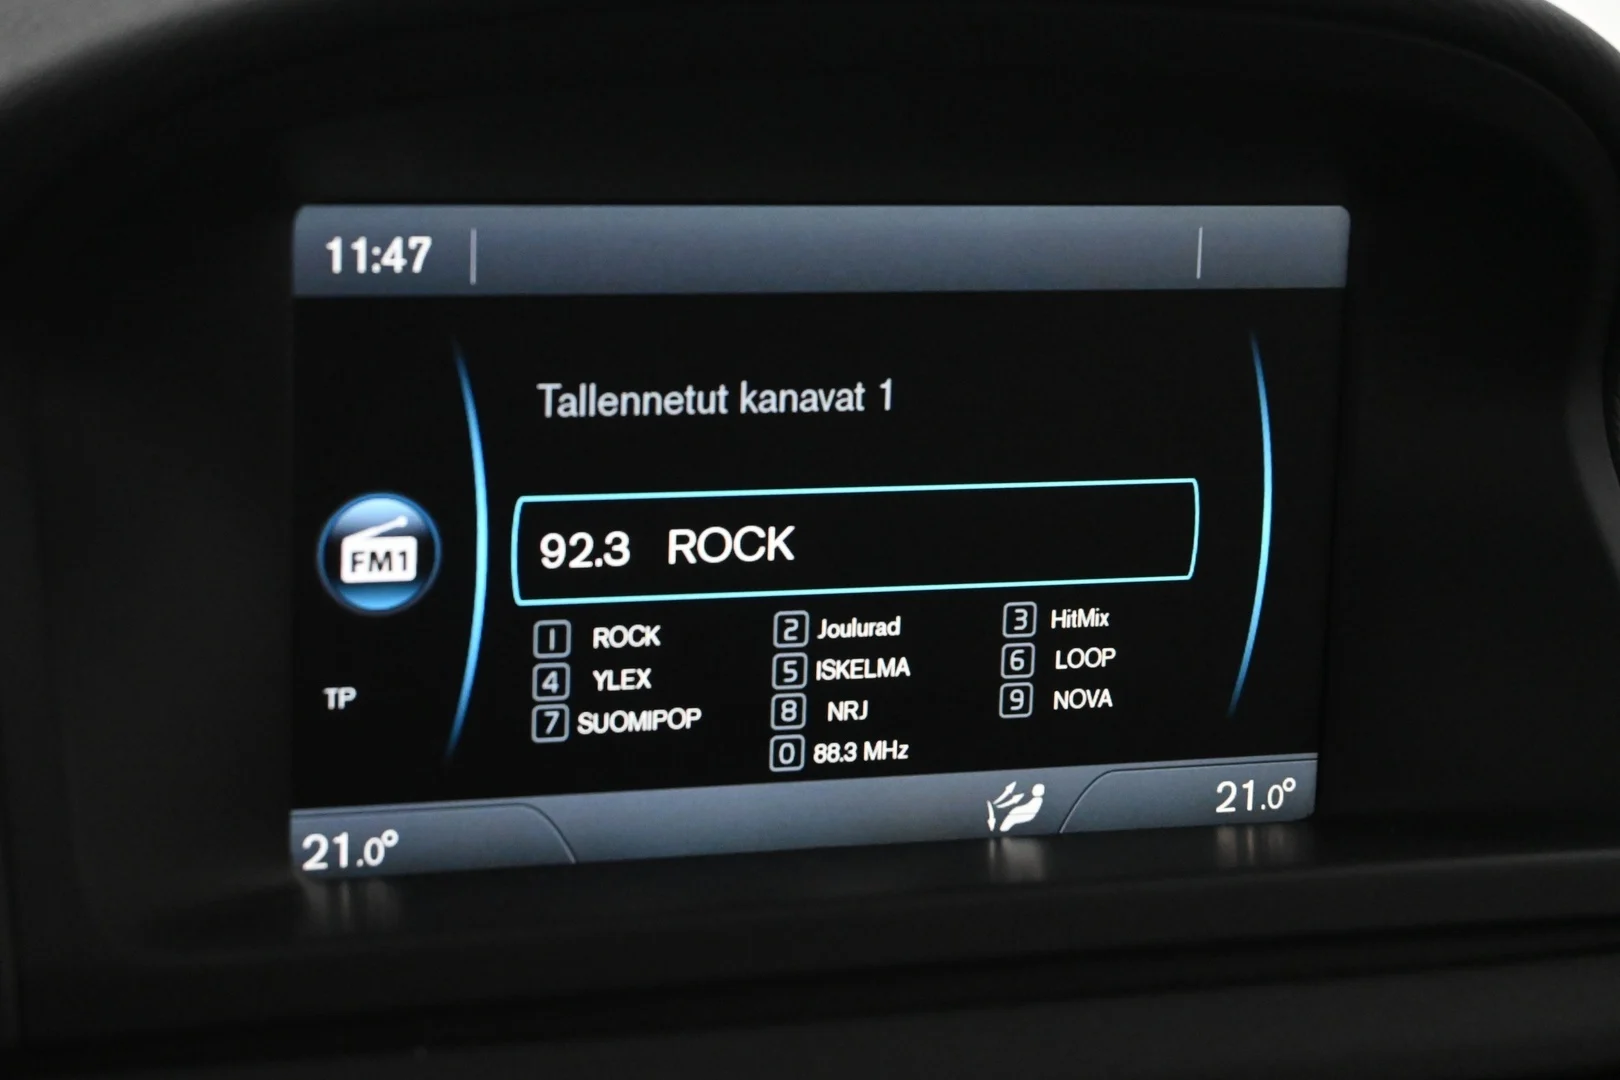 11:47
Tallennetut kanavat 1
FM1
92.3 ROCK
1 ROCK 2 Joulurad 3 HitMix
4 YLEX 5 ISKELMA 6 LOOP
7 SUOMIPOP 8 NRJ 9 NOVA
0 88.3 MHz
TP
21.0° 21.0°